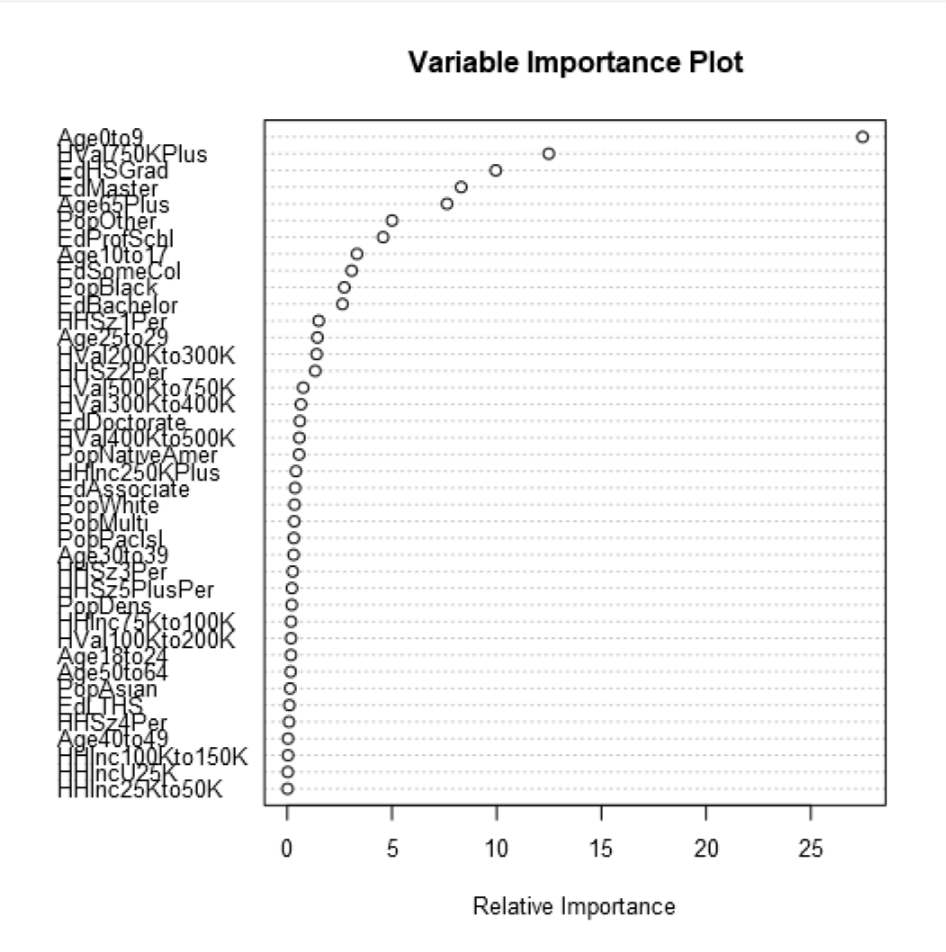 Variable Importance Plot
Age0to9
HVal750KPlus
EdHSGrad
EdMaster
Age65Plus
PopOther
EdProfSchl
Age10to17
EdSomeCol
PopBlack
EdBachelor
HHSz1Per
Age25to29
HVal200Kto300K
HHSz2Per
HVal500Kto750K
HVal300Kto400K
EdDoctorate
HVal400Kto500K
PopNativeAmer
HHInc250KPlus
EdAssociate
PopWhite
PopMulti
PopPacIsl
Age30to39
HHSz3Per
HHSz5PlusPer
PopDens
HHInc75Kto100K
HVal100Kto200K
Age18to24
Age50to64
PopAsian
EdLTHS
HHSz4Per
Age40to49
HHInc100Kto150K
HHIncU25K
HHInc25Kto50K
0 5 10 15 20 25
Relative Importance